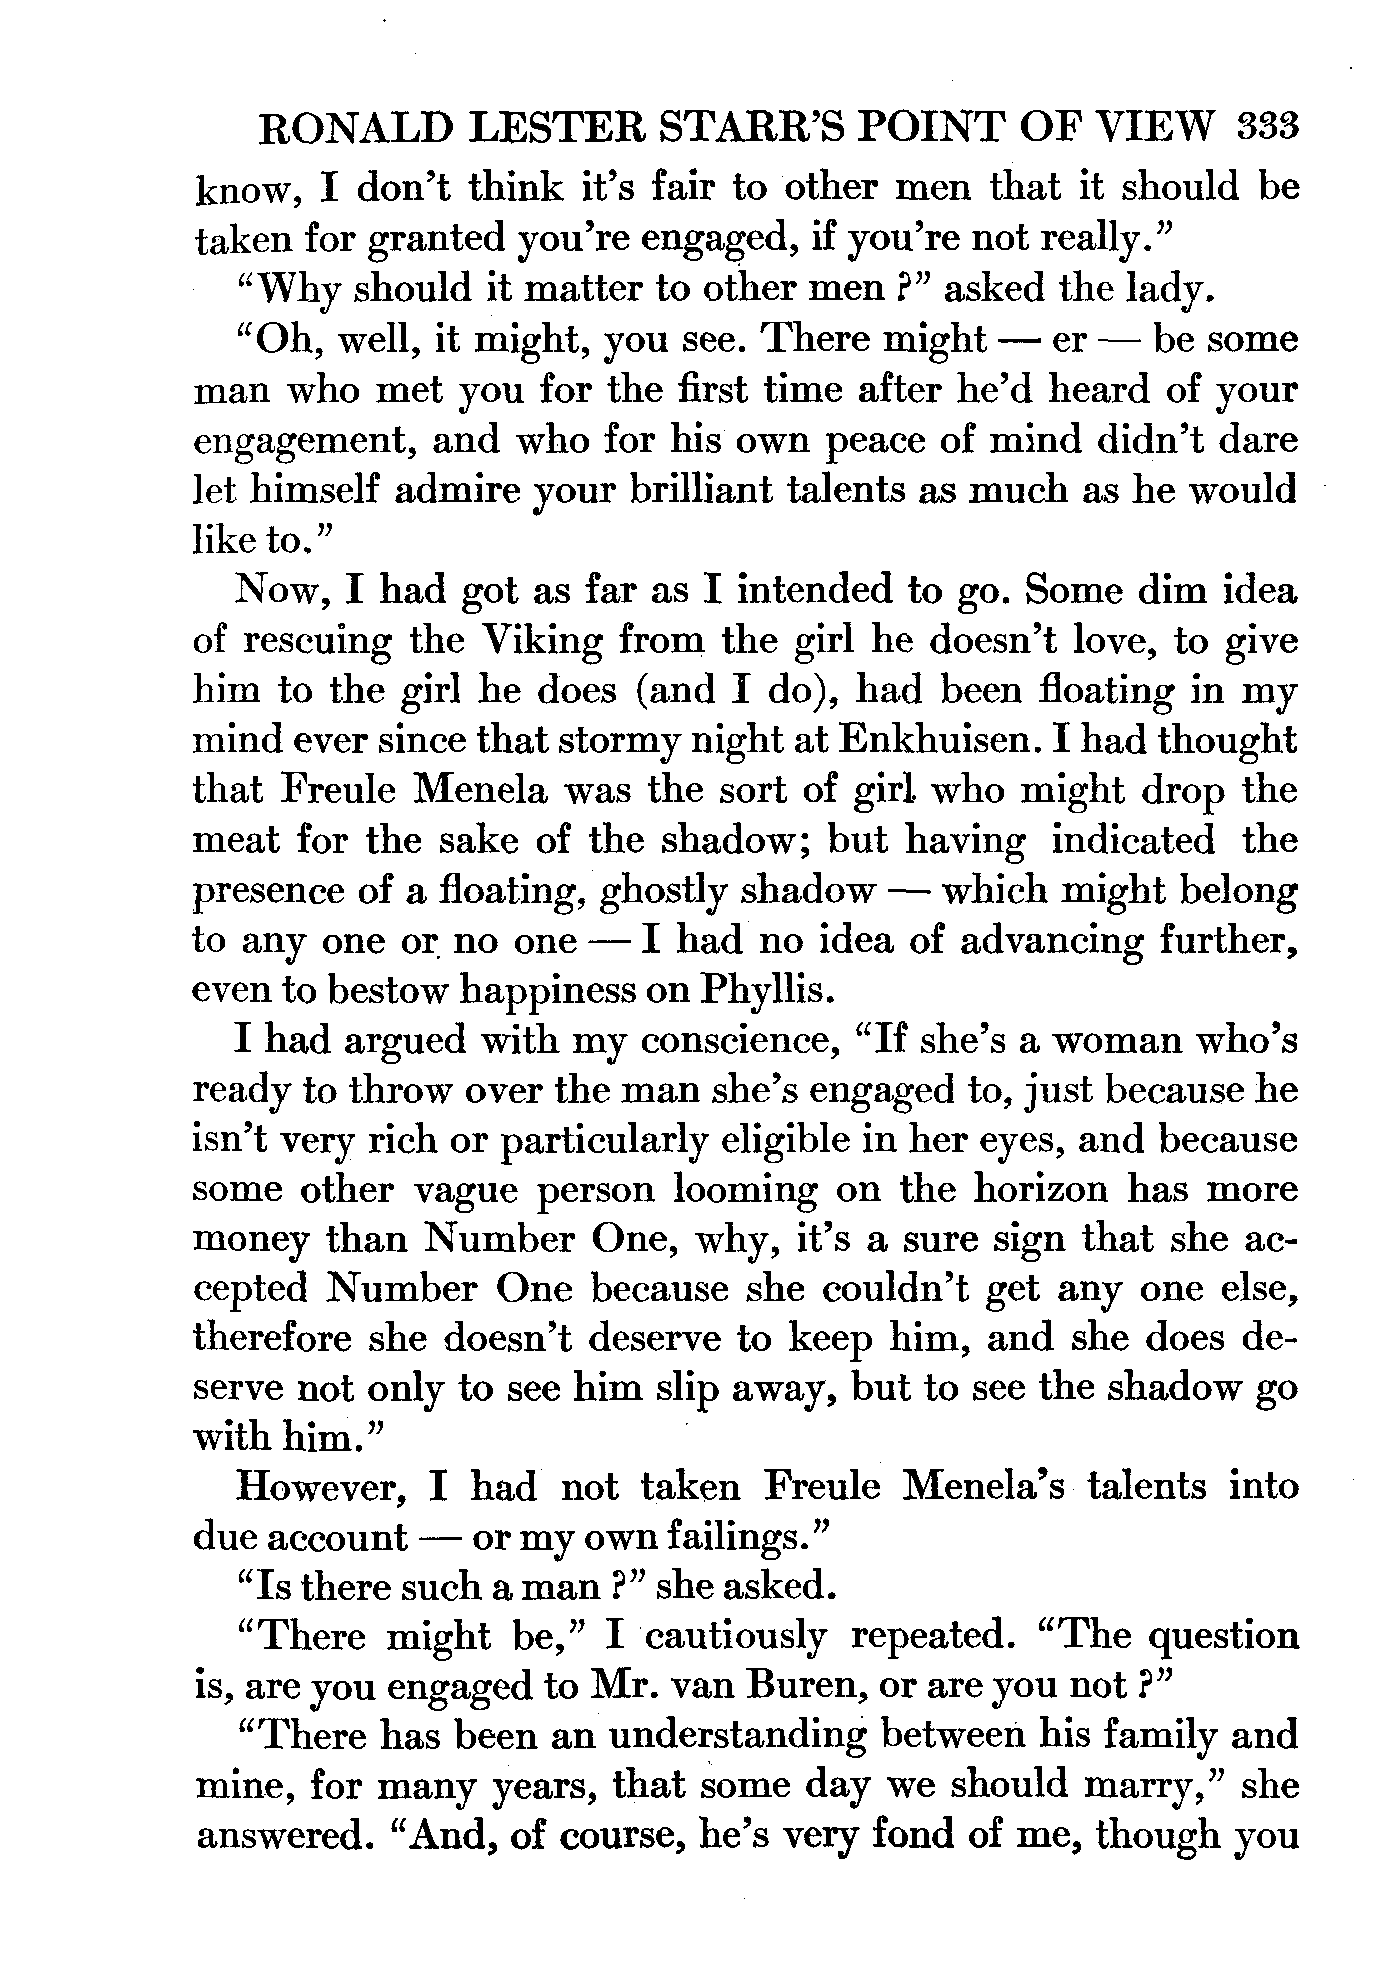 RONALD LESTER STARR'S POINT OF VIEW 333
know, I don't think it's fair to other men that it should be
taken for granted you're engaged, if you're not really."
"Why should it matter to other men ?" asked the lady.
"Oh, well, it might, you see. There might — er — be some
man who met you for the first time after he'd heard of your
engagement, and who for his own peace of mind didn't dare
let himself admire your brilliant talents as much as he would
like to."
Now, I had got as far as I intended to go. Some dim idea
of rescuing the Viking from the girl he doesn't love, to give
him to the girl he does (and I do), had been floating in my
mind ever since that stormy night at Enkhuisen. I had thought
that Freule Menela was the sort of girl who might drop the
meat for the sake of the shadow; but having indicated the
presence of a floating, ghostly shadow — which might belong
to any one or no one — I had no idea of advancing further,
even to bestow happiness on Phyllis.
I had argued with my conscience, "If she's a woman who's
ready to throw over the man she's engaged to, just because he
isn't very rich or particularly eligible in her eyes, and because
some other vague person looming on the horizon has more
money than Number One, why, it's a sure sign that she ac-
cepted Number One because she couldn't get any one else,
therefore she doesn't deserve to keep him, and she does de-
serve not only to see him slip away, but to see the shadow go
with him."
However, I had not taken Freule Menela's talents into
due account — or my own failings."
"Is there such a man ?" she asked.
"There might be," I cautiously repeated. "The question
is, are you engaged to Mr. van Buren, or are you not ?"
"There has been an understanding between his family and
mine, for many years, that some day we should marry," she
answered. "And, of course, he's very fond of me, though you